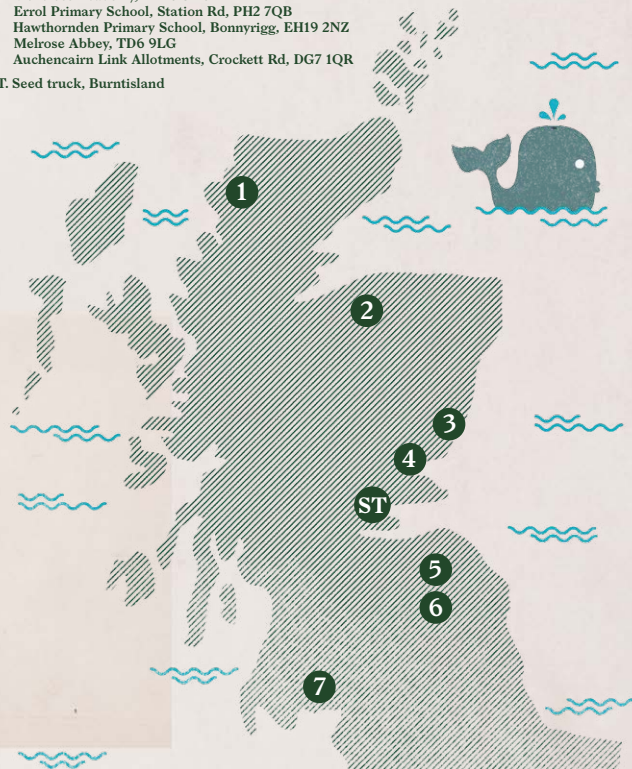 Errol Primary School, Station Rd, PH2 7QB
Hawthornden Primary School, Bonnyrigg, EH19 2NZ
Melrose Abbey, TD6 9LG
Auchencairn Link Allotments, Crockett Rd, DG7 1QR
T. Seed truck, Burntisland
1
2
3
4
ST
5
6
7